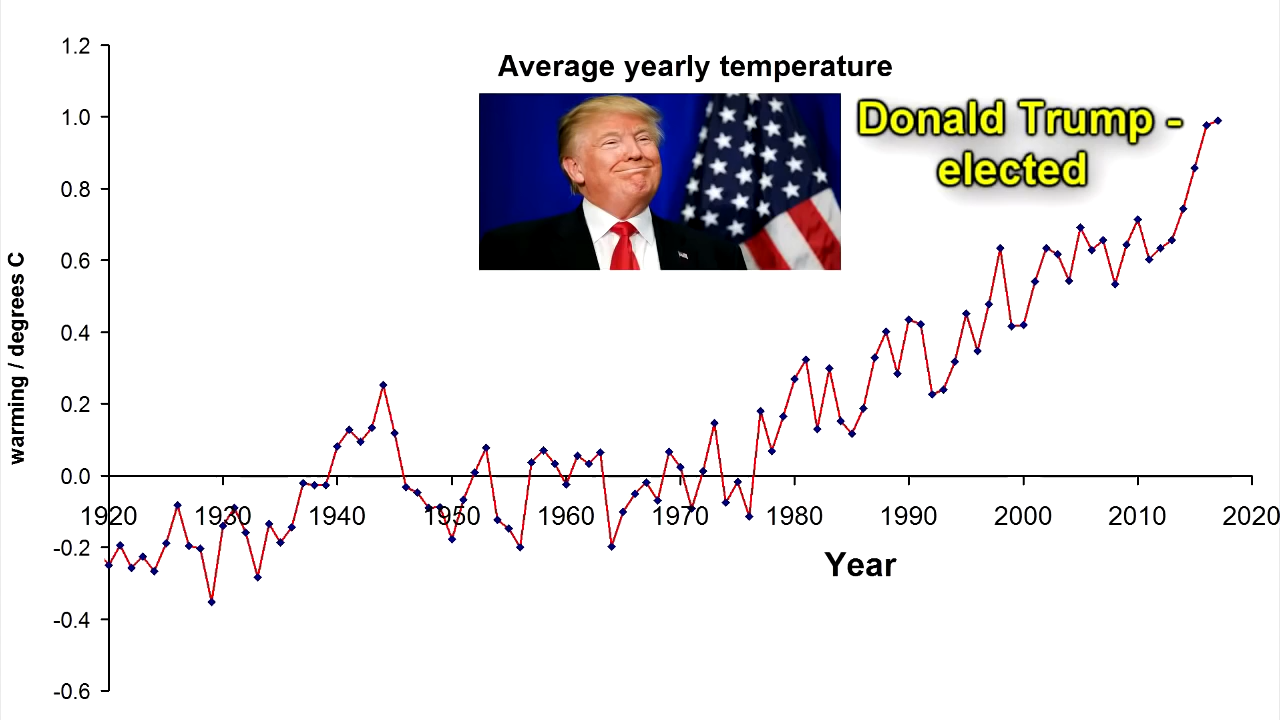 Average yearly temperature
Donald Trump -
elected
1.2
1.0
0.8
0.6
0.4
0.2
0.0
-0.2
-0.4
-0.6
warming / degrees C
1920 1930 1940 1950 1960 1970 1980 1990 2000 2010 2020
Year